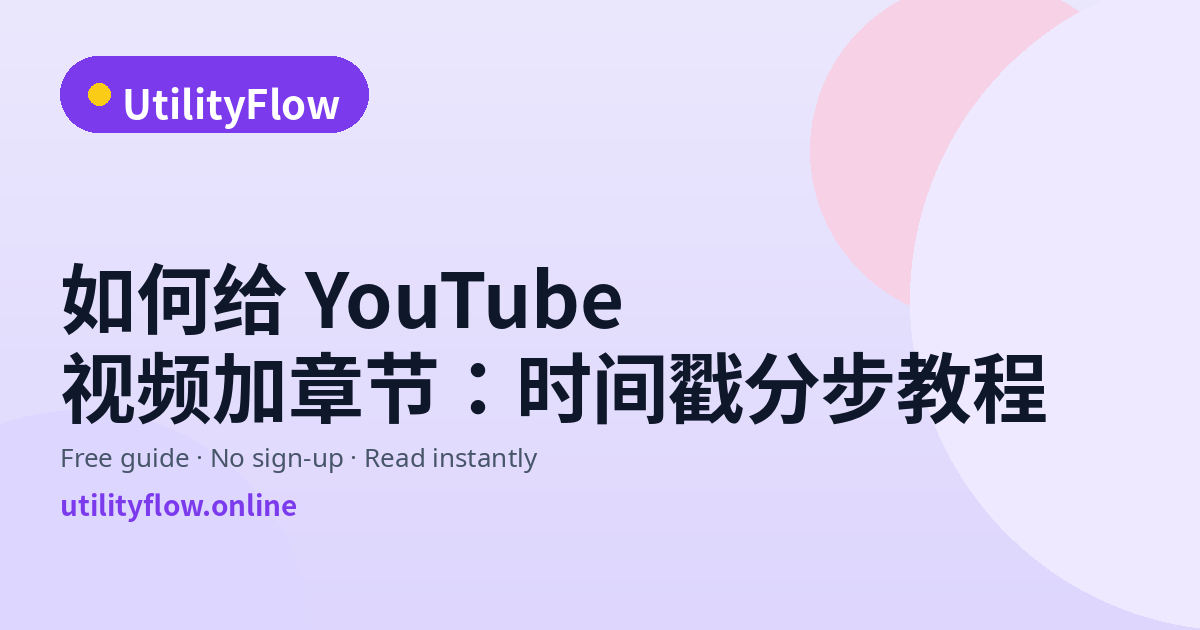 UtilityFlow
如何给 YouTube
视频加章节：时间戳分步教程
Free guide · No sign-up · Read instantly
utilityflow.online